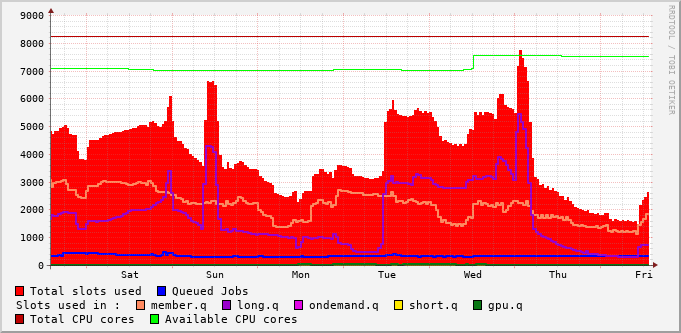 9000
8000
7000
6000
5000
4000
3000
2000
1000
0
Sat Sun Mon Tue Wed Thu Fri
RRDTOOL / TOBI OETIKER
Total slots used Queued Jobs
Slots used in : member.q long.q ondemand.q short.q gpu.q
Total CPU cores Available CPU cores